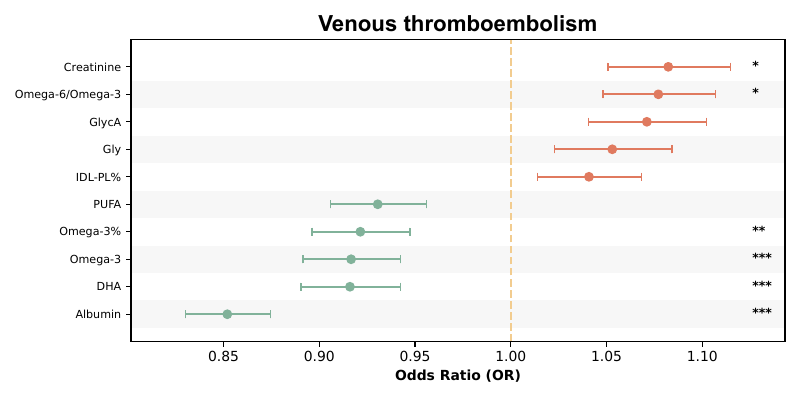 Venous thromboembolism
Creatinine *
Omega-6/Omega-3 *
GlycA
Gly
IDL-PL%
PUFA
Omega-3% **
Omega-3 ***
DHA ***
Albumin ***
0.85 0.90 0.95 1.00 1.05 1.10
Odds Ratio (OR)